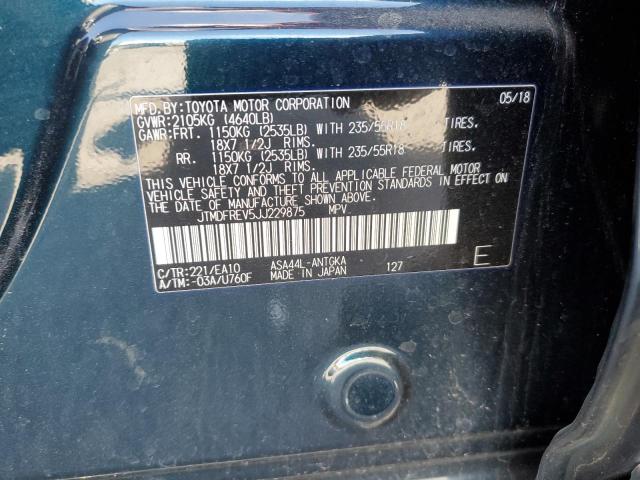 MFD. BY: TOYOTA MOTOR CORPORATION 05/18
GVWR: 2105KG (4640LB)
GAWR: FRT. 1150KG (2535LB) WITH 235/55R18 TIRES,
18X7 1/2J RIMS.
RR. 1150KG (2535LB) WITH 235/55R18 TIRES,
18X7 1/2J RIMS.
THIS VEHICLE CONFORMS TO ALL APPLICABLE FEDERAL MOTOR
VEHICLE SAFETY AND THEFT PREVENTION STANDARDS IN EFFECT ON
THE DATE OF MANUFACTURE SHOWN ABOVE.
JTMDFREV5JJ229875 MPV
C/TR: 221/EA10 ASA44L-ANTGKA 127 E
A/TM: -03A/U760F MADE IN JAPAN